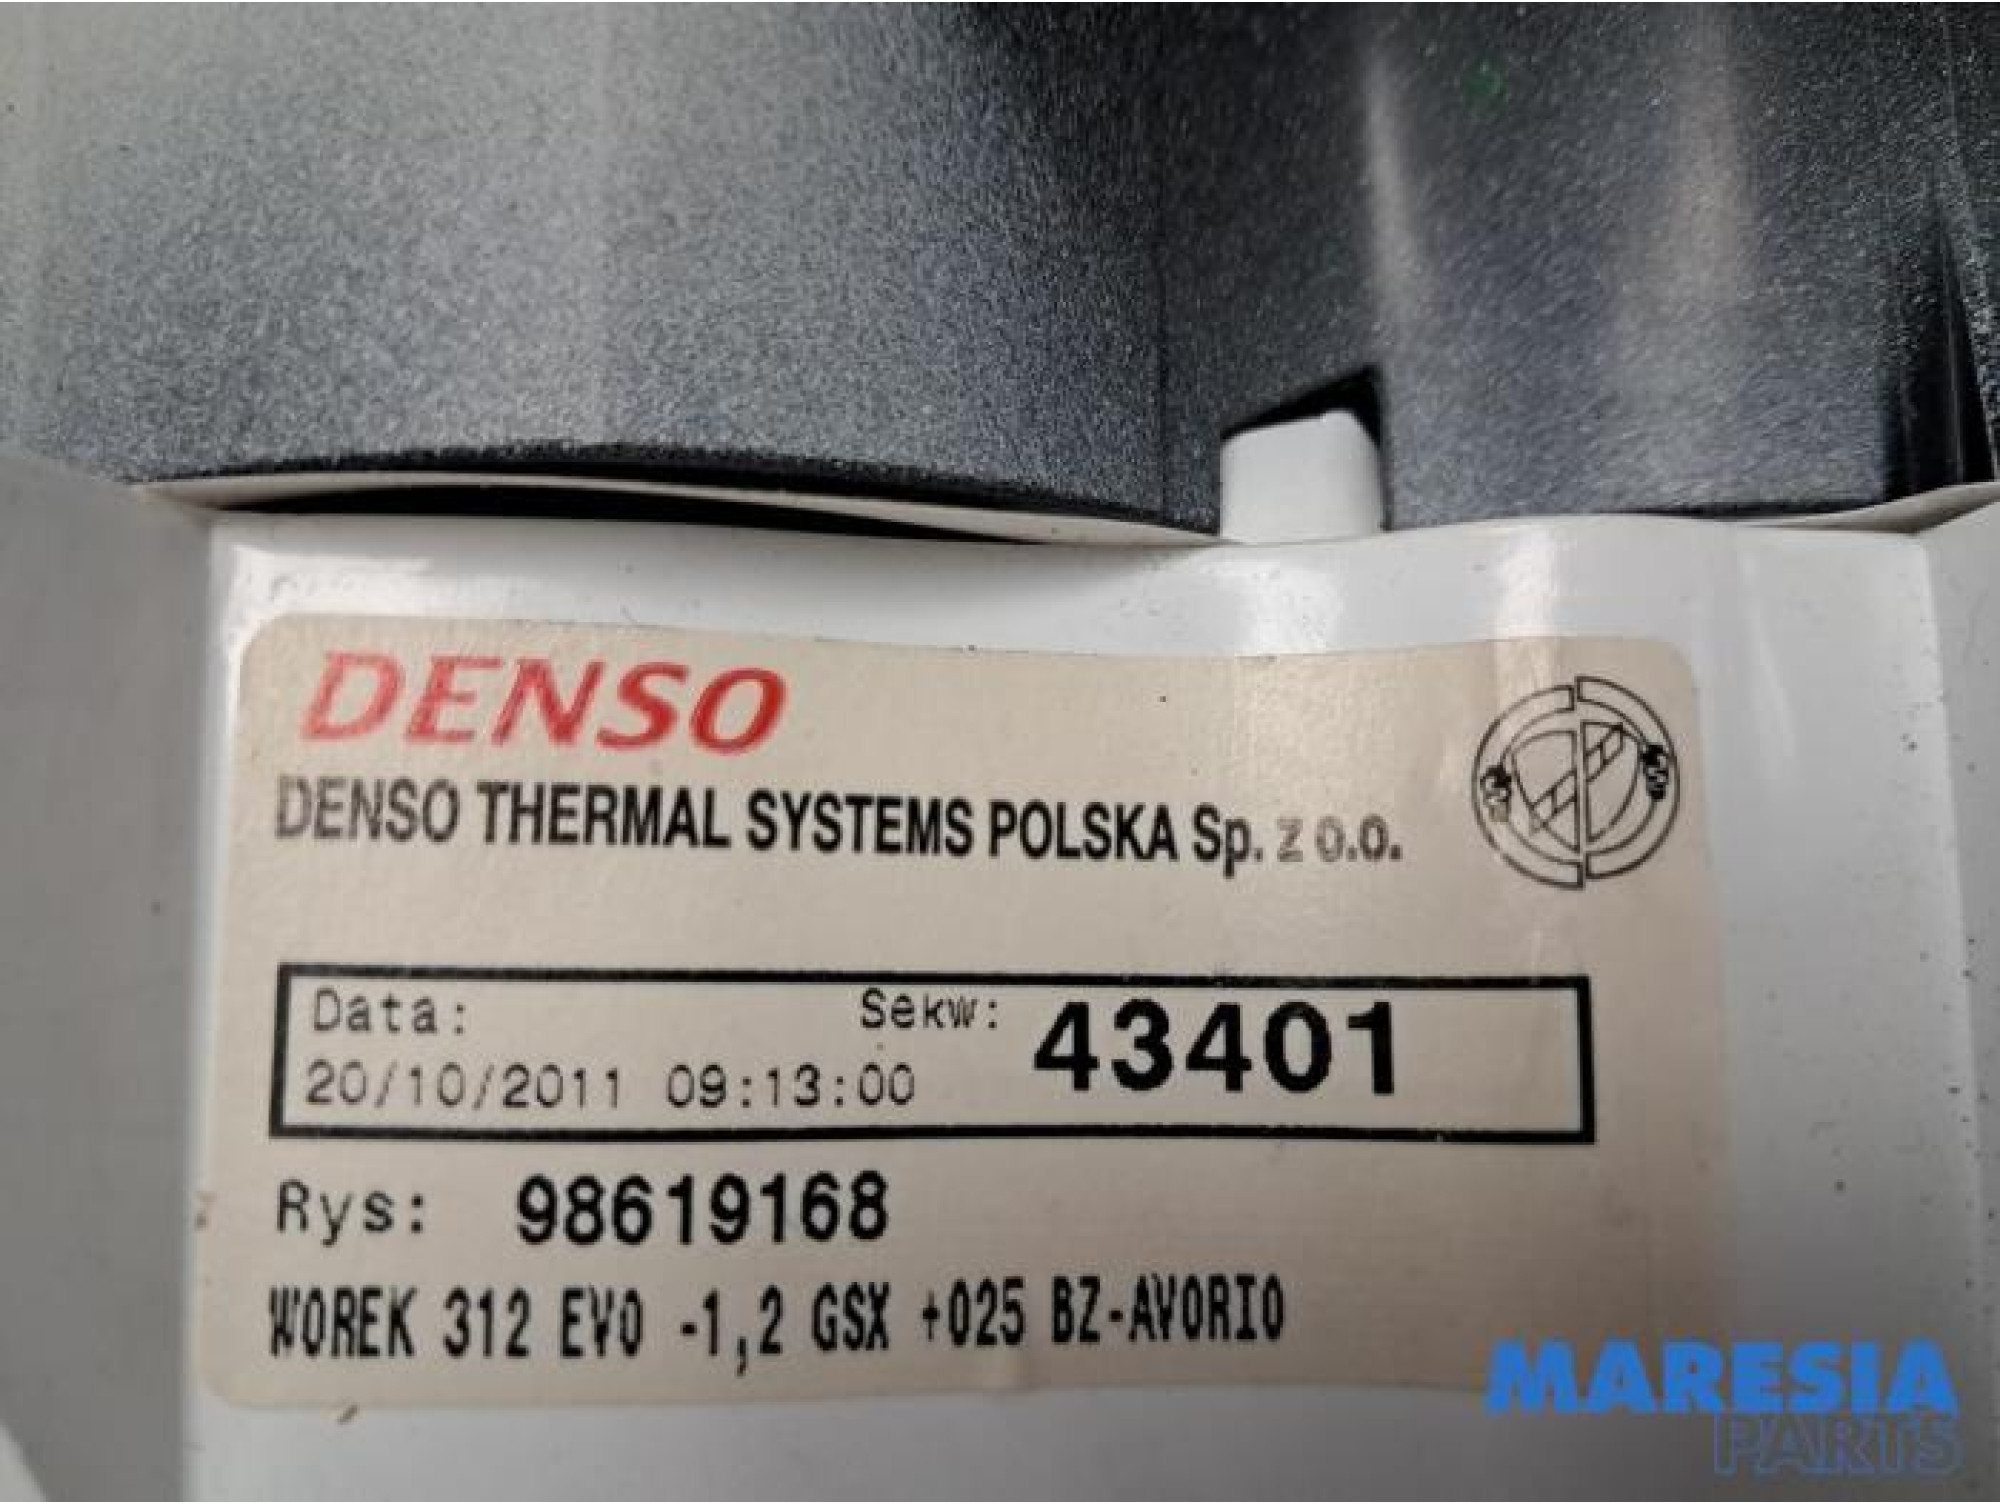 DENSO
DENSO THERMAL SYSTEMS POLSKA Sp. z o.o.
Data: Sekw: 43401
20/10/2011 09:13:00
Rys: 98619168
WOREK 312 EVO -1,2 GSX +025 BZ-AVORIO
MARESIA
PARTS